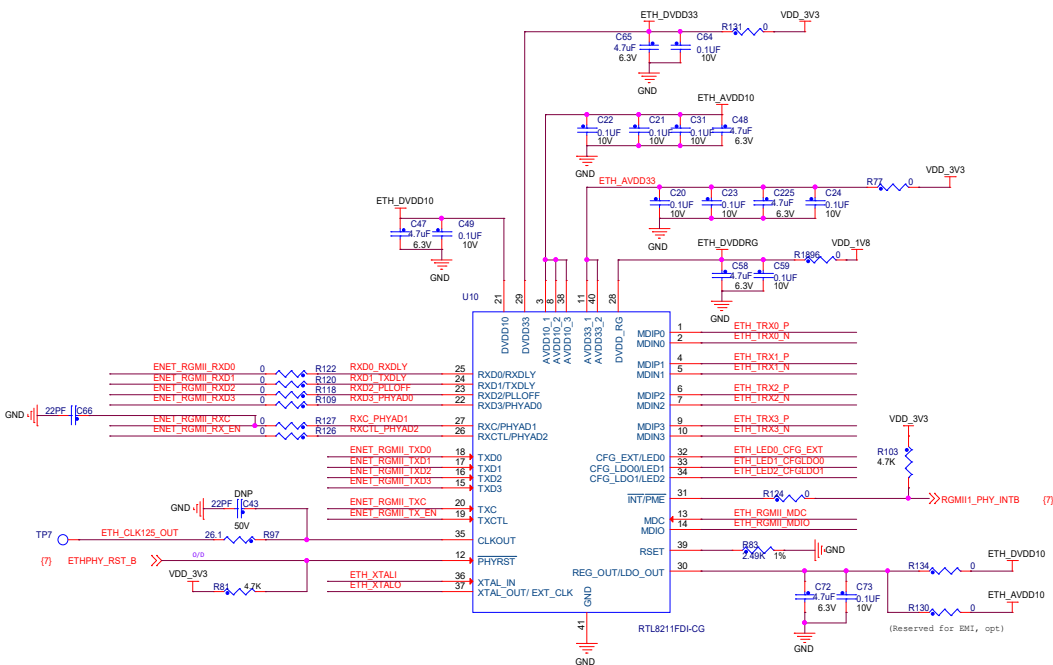 ETH_DVDD33
VDD_3V3
C65
4.7uF
6.3V
C64
0.1UF
10V
R131
0
GND
ETH_AVDD10
C22
0.1UF
10V
C21
0.1UF
10V
C31
0.1UF
10V
C48
4.7uF
6.3V
GND
ETH_AVDD33
VDD_3V3
R77
0
C20
0.1UF
10V
C23
0.1UF
10V
C225
4.7uF
6.3V
C24
0.1UF
10V
GND
ETH_DVDD10
C47
4.7uF
6.3V
C49
0.1UF
10V
GND
ETH_DVDDRG
VDD_1V8
R1896
0
C58
4.7uF
6.3V
C59
0.1UF
10V
GND
U10
21
29
3
8
38
11
40
28
DVDD10
DVDD33
AVDD10_1
AVDD10_2
AVDD10_3
AVDD33_1
AVDD33_2
DVDD_RG
ENET_RGMII_RXD0 0 R122 RXD0_RXDLY 25 RXD0/RXDLY
ENET_RGMII_RXD1 0 R120 RXD1_TXDLY 24 RXD1/TXDLY
ENET_RGMII_RXD2 0 R118 RXD2_PLLOFF 23 RXD2/PLLOFF
ENET_RGMII_RXD3 0 R109 RXD3_PHYAD0 22 RXD3/PHYAD0
GND 22PF C66
ENET_RGMII_RXC 0 R127 RXC_PHYAD1 27 RXC/PHYAD1
ENET_RGMII_RX_EN 0 R126 RXCTL_PHYAD2 26 RXCTL/PHYAD2
ENET_RGMII_TXD0 18 TXD0
ENET_RGMII_TXD1 17 TXD1
ENET_RGMII_TXD2 16 TXD2
ENET_RGMII_TXD3 15 TXD3
DNP
GND 22PF C43
50V
ENET_RGMII_TXC 20 TXC
ENET_RGMII_TX_EN 19 TXCTL
TP7 ETH_CLK125_OUT 26.1 R97 35 CLKOUT
{7} ETHPHY_RST_B O/D 12 PHYRST
VDD_3V3
R81 4.7K
ETH_XTALI 36 XTAL_IN
ETH_XTALO 37 XTAL_OUT/ EXT_CLK
MDIP0 1 ETH_TRX0_P
MDIN0 2 ETH_TRX0_N
MDIP1 4 ETH_TRX1_P
MDIN1 5 ETH_TRX1_N
MDIP2 6 ETH_TRX2_P
MDIN2 7 ETH_TRX2_N
MDIP3 9 ETH_TRX3_P
MDIN3 10 ETH_TRX3_N
CFG_EXT/LED0 32 ETH_LED0_CFG_EXT
CFG_LDO0/LED1 33 ETH_LED1_CFGLDO0
CFG_LDO1/LED2 34 ETH_LED2_CFGLDO1
VDD_3V3
R103
4.7K
INT/PME 31 R124 0 RGMII1_PHY_INTB {7}
MDC 13 ETH_RGMII_MDC
MDIO 14 ETH_RGMII_MDIO
RSET 39 R83 2.49K 1% GND
REG_OUT/LDO_OUT 30
R134 0 ETH_DVDD10
C72
4.7uF
6.3V
C73
0.1UF
10V
R130 0 ETH_AVDD10
(Reserved for EMI, opt)
GND
GND
41
RTL8211FDI-CG
GND